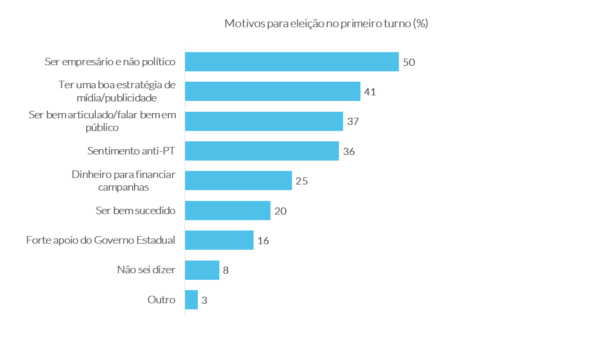 Motivos para eleição no primeiro turno (%)
Ser empresário e não político
50
Ter uma boa estratégia de
mídia/publicidade
41
Ser bem articulado/falar bem em
público
37
Sentimento anti-PT
36
Dinheiro para financiar
campanhas
25
Ser bem sucedido
20
Forte apoio do Governo Estadual
16
Não sei dizer
8
Outro
3